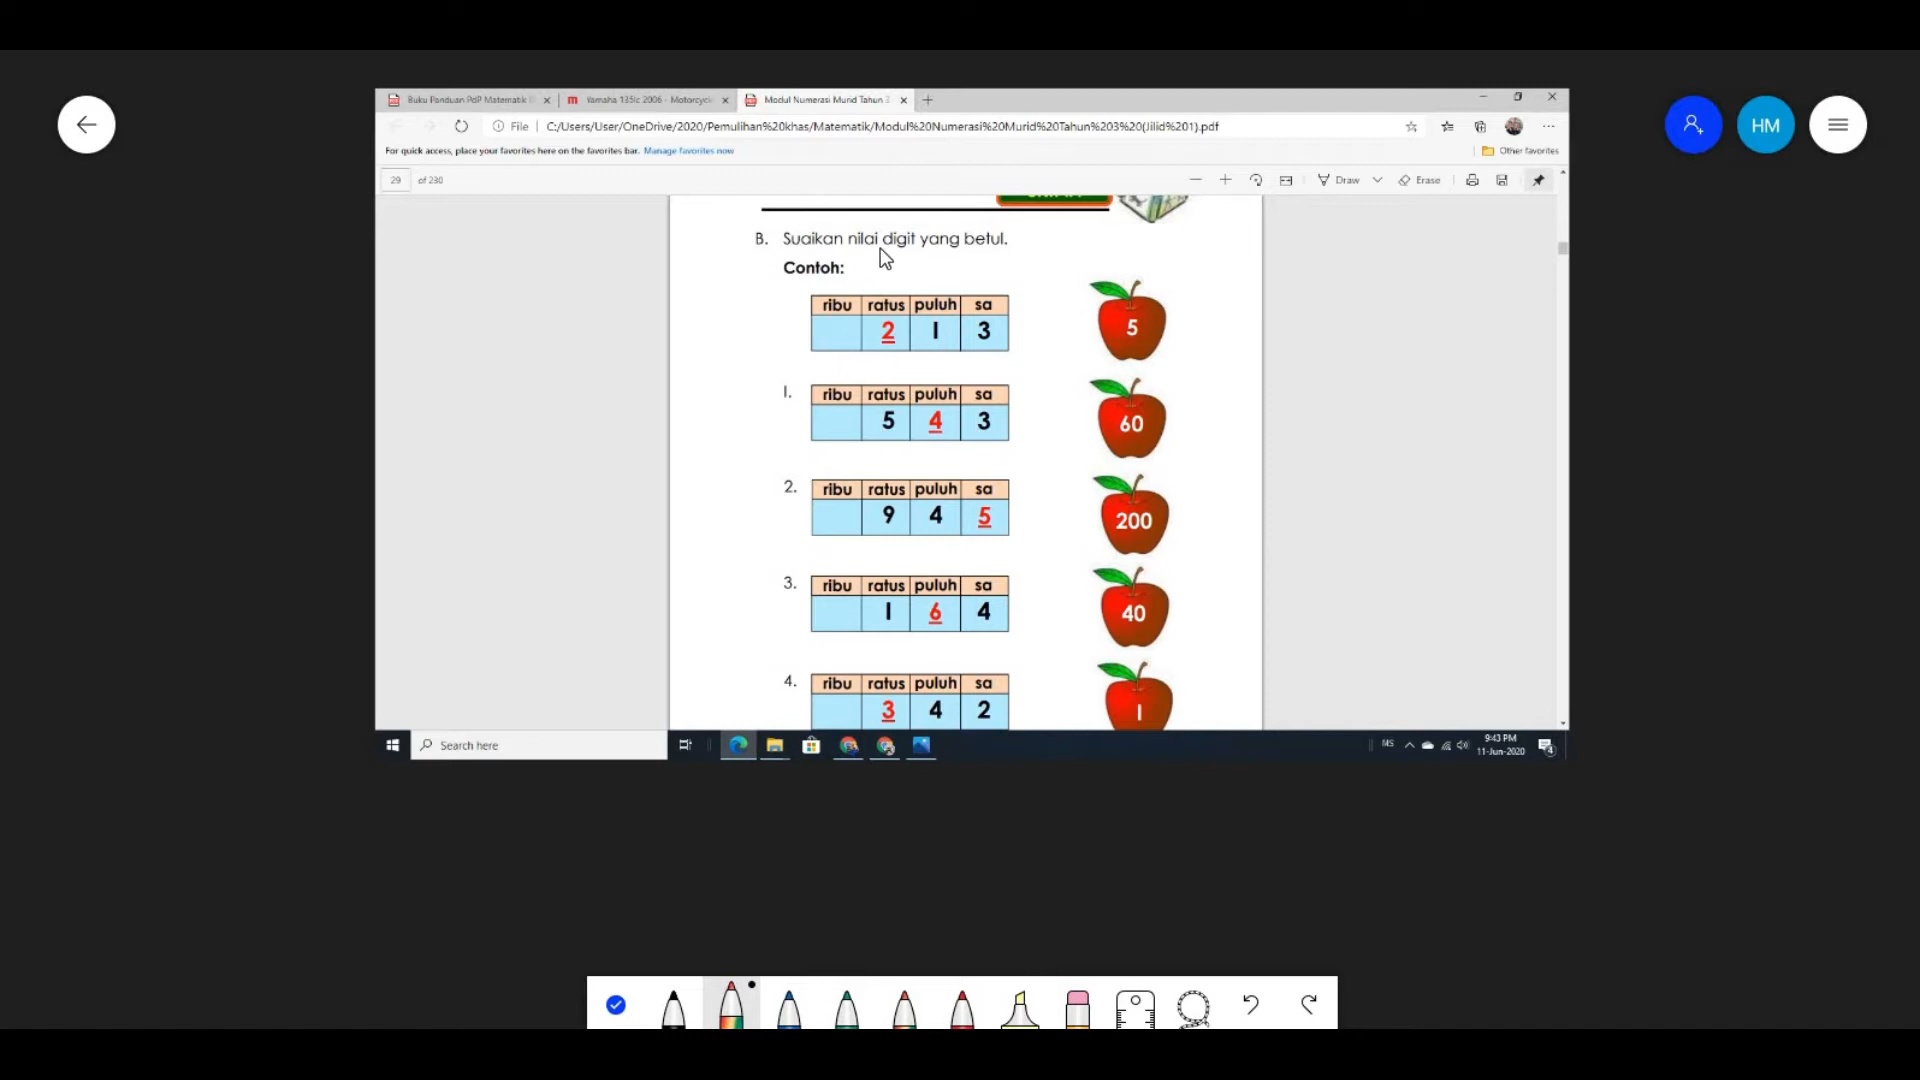 Buku Panduan PdP Matematik
Yamaha 135lc 2006 - Motorcycl
Modul Numerasi Murid Tahun 3
File
C:/Users/User/OneDrive/2020/Pemulihan%20khas/Matematik/Modul%20Numerasi%20Murid%20Tahun%203%20(Jilid%201).pdf
HM
For quick access, place your favorites here on the favorites bar. Manage favorites now
Other favorites
29 of 230
Draw
Erase
B. Suaikan nilai digit yang betul.
Contoh:
ribu ratus puluh sa
2 1 3
5
1.
ribu ratus puluh sa
5 4 3
60
2.
ribu ratus puluh sa
9 4 5
200
3.
ribu ratus puluh sa
1 6 4
40
4.
ribu ratus puluh sa
3 4 2
1
Search here
MS
9:43 PM
11-Jun-2020
4